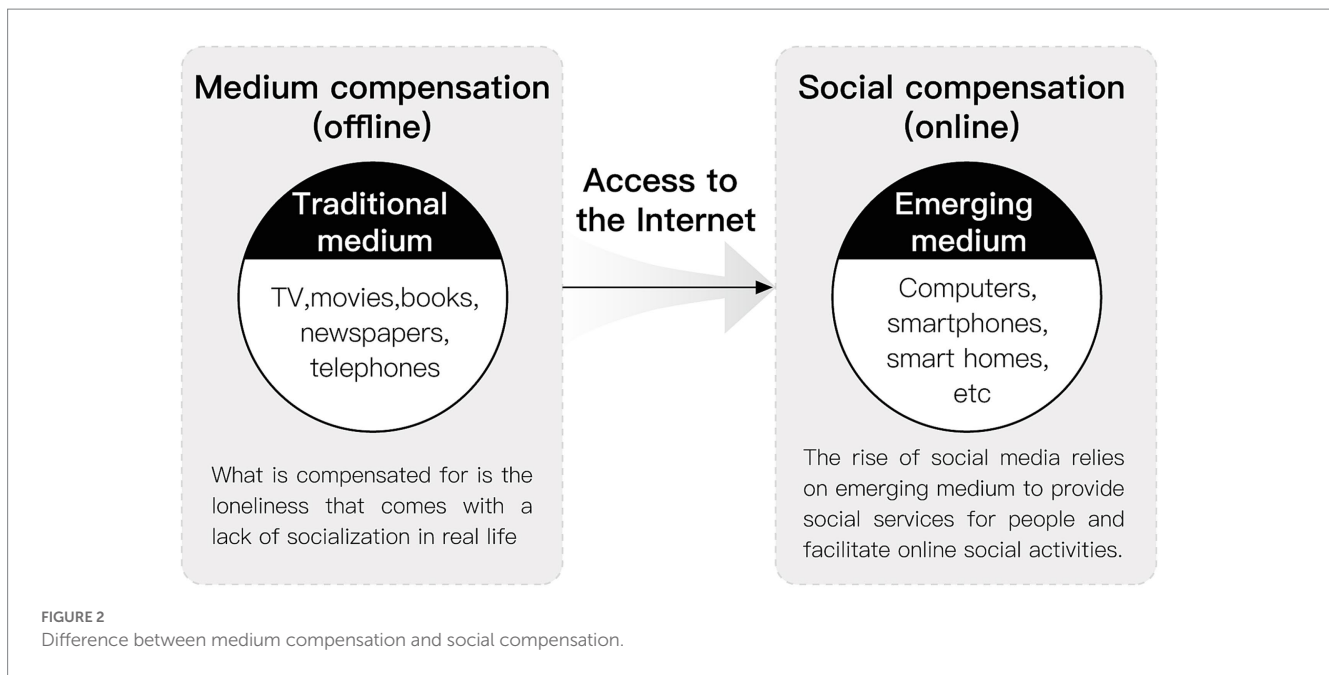 Medium compensation
(offline)
Traditional
medium
TV,movies,books,
newspapers,
telephones
What is compensated for is the
loneliness that comes with a
lack of socialization in real life
Access to
the Internet
Social compensation
(online)
Emerging
medium
Computers,
smartphones,
smart homes,
etc
The rise of social media relies
on emerging medium to provide
social services for people and
facilitate online social activities.
FIGURE 2
Difference between medium compensation and social compensation.